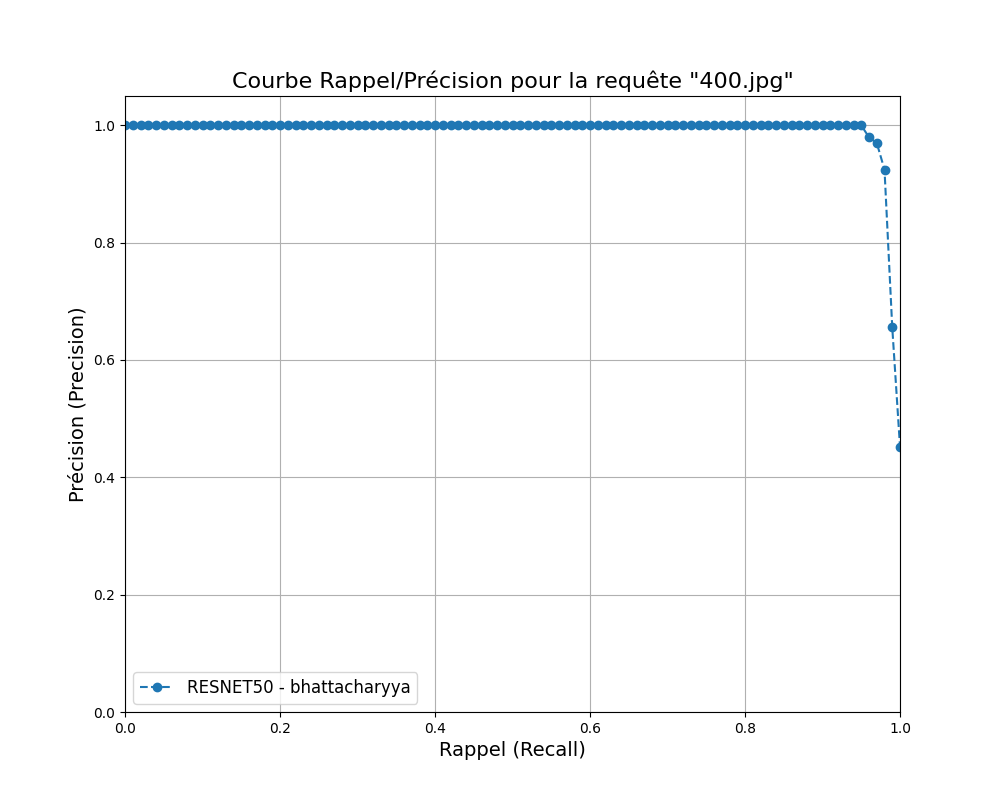 Courbe Rappel/Précision pour la requête "400.jpg"
1.0
0.8
0.6
0.4
0.2
0.0
Précision (Precision)
RESNET50 - bhattacharyya
0.0 0.2 0.4 0.6 0.8 1.0
Rappel (Recall)